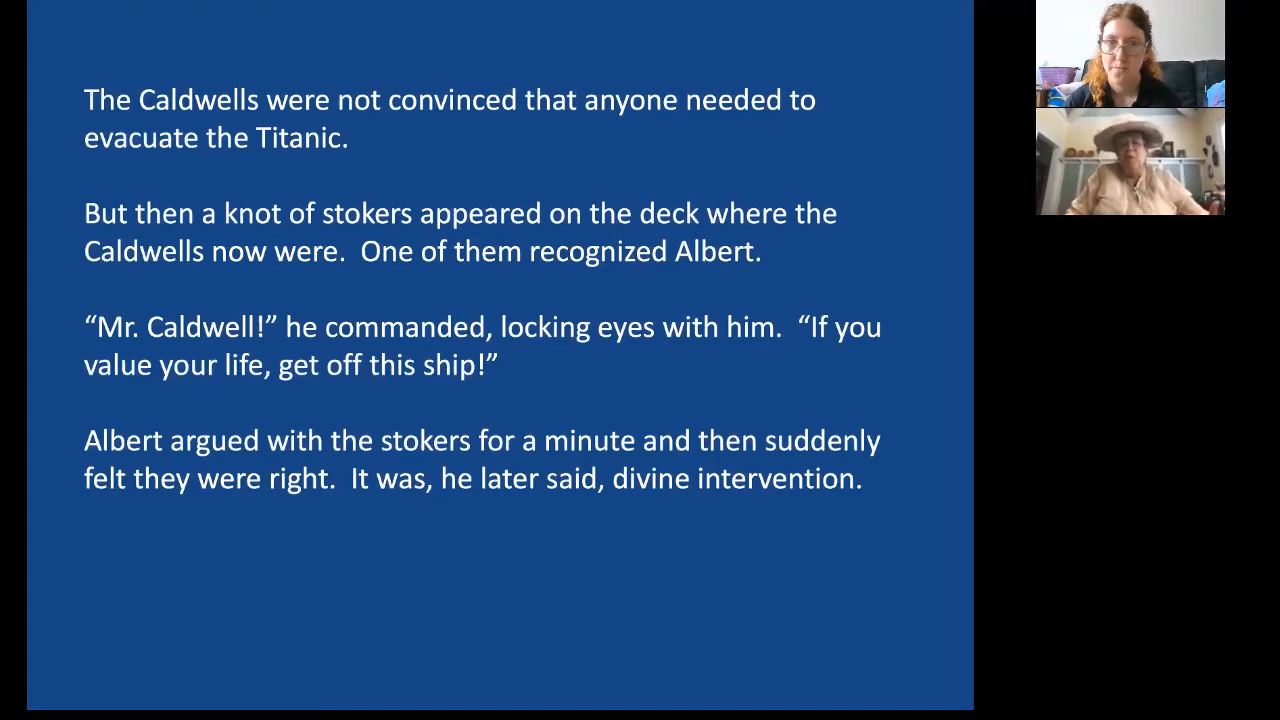 The Caldwells were not convinced that anyone needed to
evacuate the Titanic.
But then a knot of stokers appeared on the deck where the
Caldwells now were.  One of them recognized Albert.
“Mr. Caldwell!” he commanded, locking eyes with him.  “If you
value your life, get off this ship!”
Albert argued with the stokers for a minute and then suddenly
felt they were right.  It was, he later said, divine intervention.